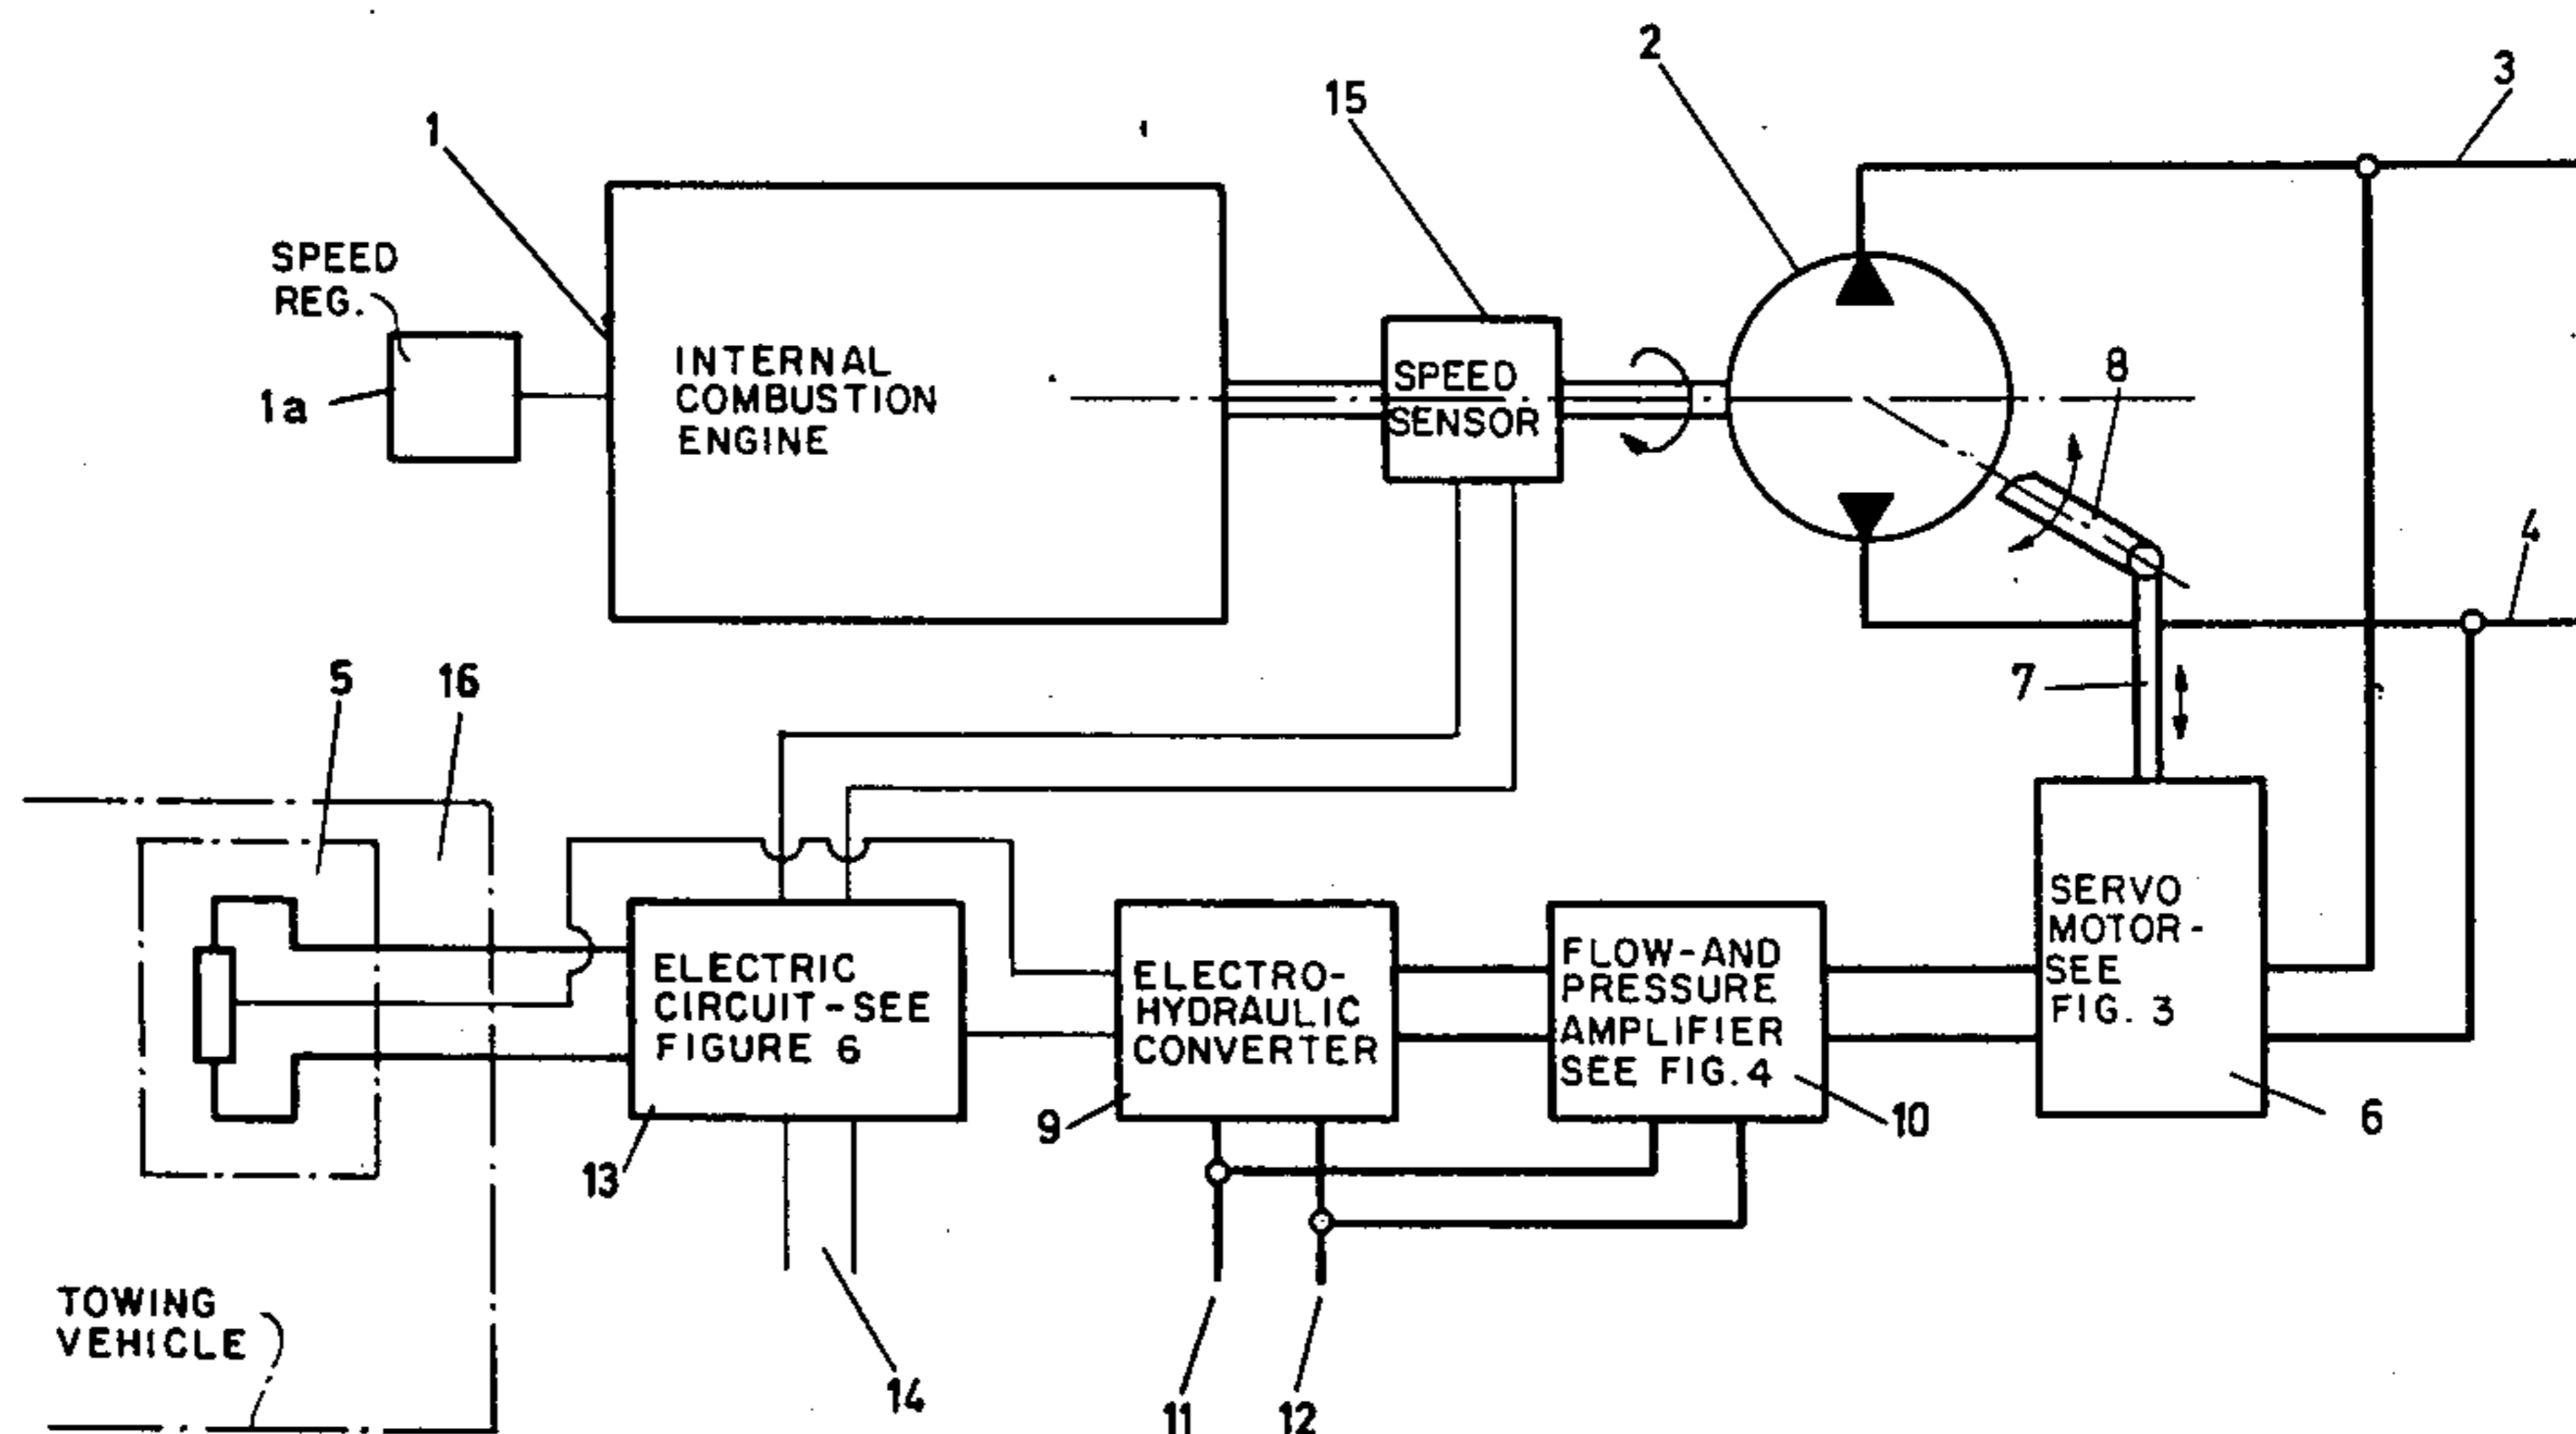 2
3
15
1
SPEED
REG.
1a
INTERNAL
COMBUSTION
ENGINE
SPEED
SENSOR
8
4
5
16
7
ELECTRIC
CIRCUIT-SEE
FIGURE 6
ELECTRO-
HYDRAULIC
CONVERTER
FLOW-AND
PRESSURE
AMPLIFIER
SEE FIG. 4
SERVO
MOTOR-
SEE
FIG. 3
13
9
10
6
TOWING
VEHICLE
14
11
12